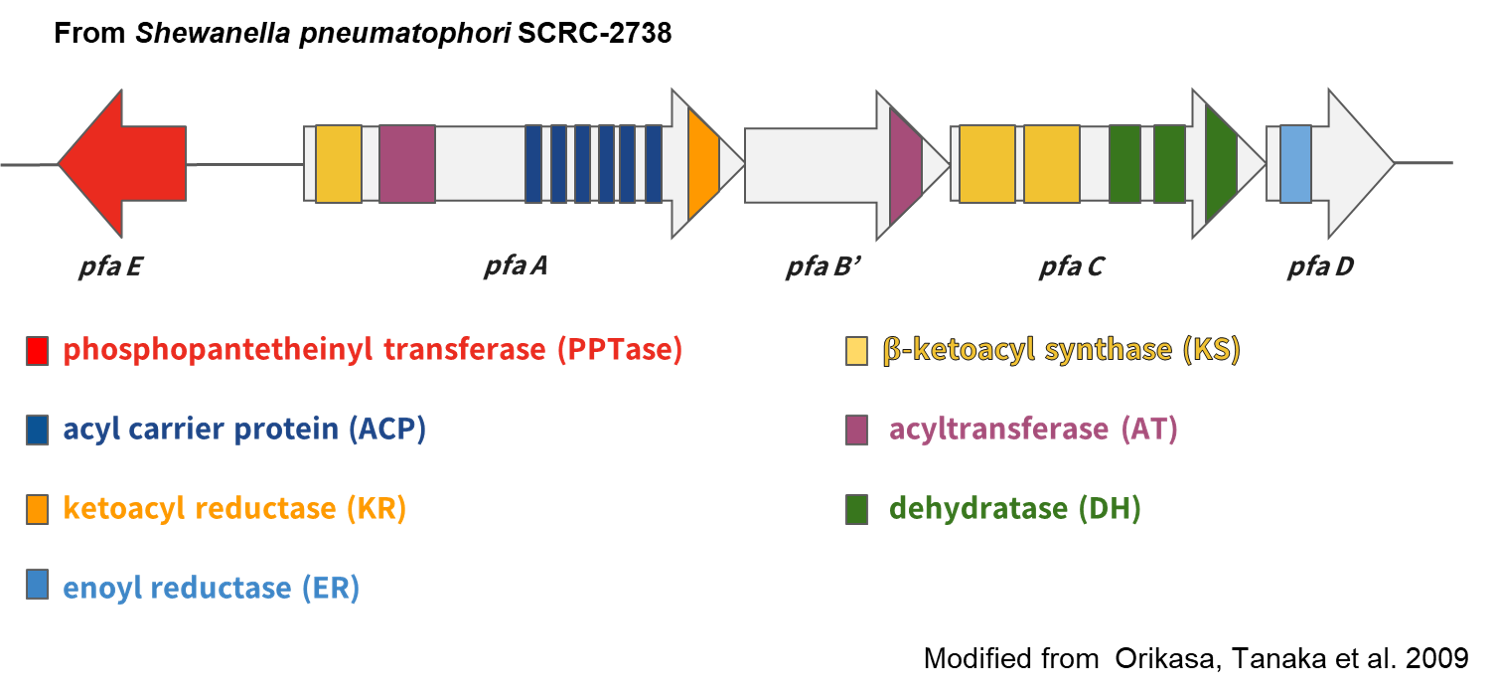 From Shewanella pneumatophori SCRC-2738
pfa E pfa A pfa B’ pfa C pfa D
phosphopantetheinyl transferase (PPTase)
β-ketoacyl synthase (KS)
acyl carrier protein (ACP)
acyltransferase (AT)
ketoacyl reductase (KR)
dehydratase (DH)
enoyl reductase (ER)
Modified from Orikasa, Tanaka et al. 2009